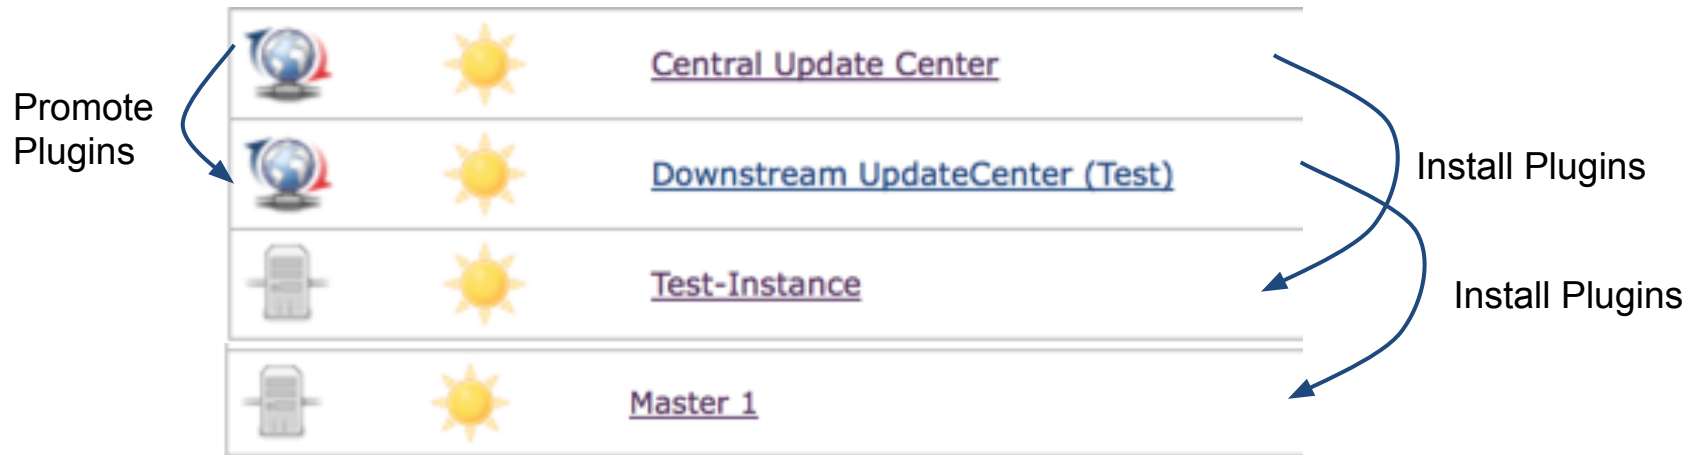 Central Update Center
Promote
Plugins
Install Plugins
Downstream UpdateCenter (Test)
Test-Instance
Install Plugins
Master 1